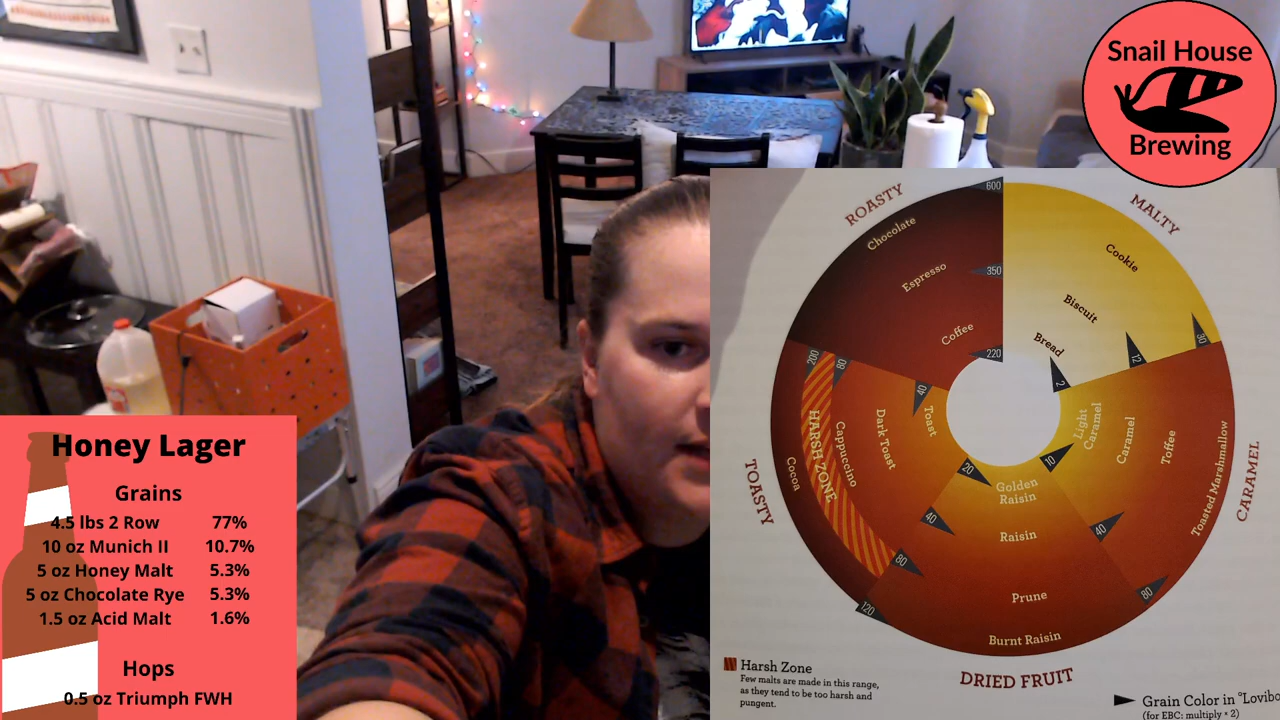 Snail House
Brewing
Honey Lager
Grains
4.5 lbs 2 Row 77%
10 oz Munich II 10.7%
5 oz Honey Malt 5.3%
5 oz Chocolate Rye 5.3%
1.5 oz Acid Malt 1.6%
Hops
0.5 oz Triumph FWH
ROASTY
Chocolate
Espresso
Coffee
600
350
220
MALTY
Cookie
Biscuit
Bread
40
12
2
CARAMEL
Light
Caramel
Caramel
Toffee
Toasted Marshmallow
10
40
80
DRIED FRUIT
Golden
Raisin
Raisin
Prune
Burnt Raisin
20
40
80
120
TOASTY
Toast
Dark Toast
Cappuccino
HARSH ZONE
Cocoa
40
80
200
Harsh Zone
Few malts are made in this range,
as they tend to be too harsh and
pungent.
Grain Color in °Lovibo
(for EBC: multiply * 2)